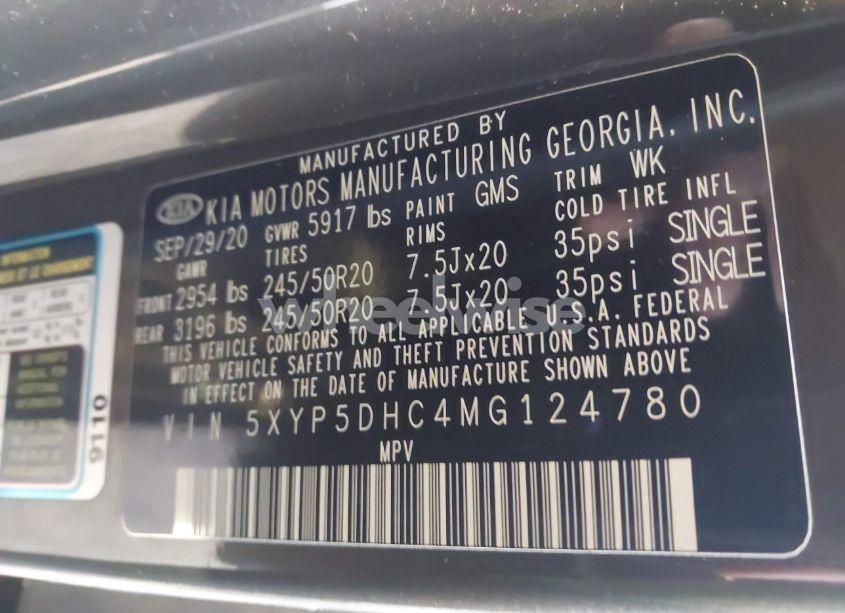 MANUFACTURED BY
KIA KIA MOTORS MANUFACTURING GEORGIA, INC.
SEP/29/20 GVWR 5917 lbs PAINT GMS TRIM WK
GAWR TIRES RIMS COLD TIRE INFL
FRONT 2954 lbs 245/50R20 7.5Jx20 35psi SINGLE
REAR 3196 lbs 245/50R20 7.5Jx20 35psi SINGLE
THIS VEHICLE CONFORMS TO ALL APPLICABLE U.S.A. FEDERAL
MOTOR VEHICLE SAFETY AND THEFT PREVENTION STANDARDS
IN EFFECT ON THE DATE OF MANUFACTURE SHOWN ABOVE
VIN 5XYP5DHC4MG124780
MPV
9110
wheelwise